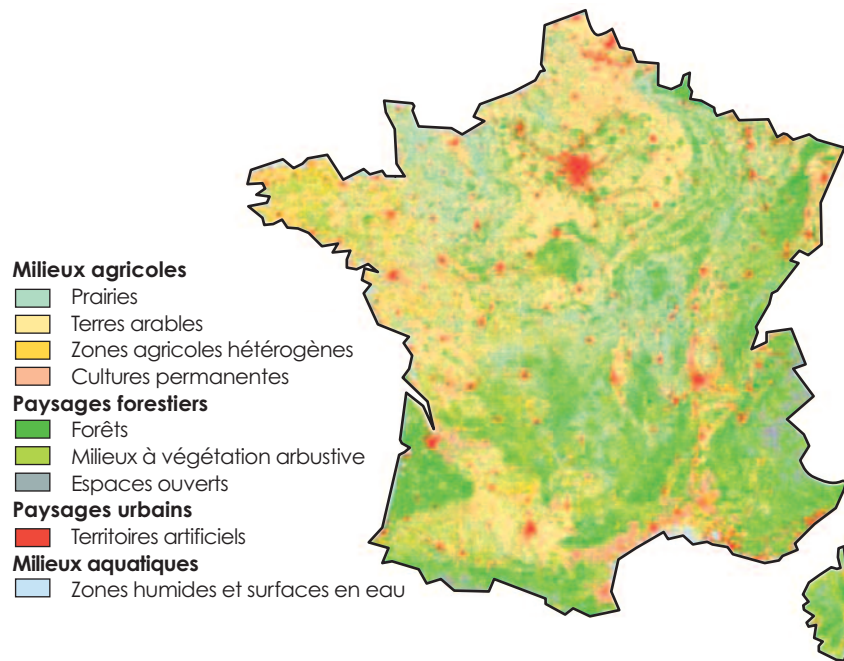 Milieux agricoles
Prairies
Terres arables
Zones agricoles hétérogènes
Cultures permanentes
Paysages forestiers
Forêts
Milieux à végétation arbustive
Espaces ouverts
Paysages urbains
Territoires artificiels
Milieux aquatiques
Zones humides et surfaces en eau